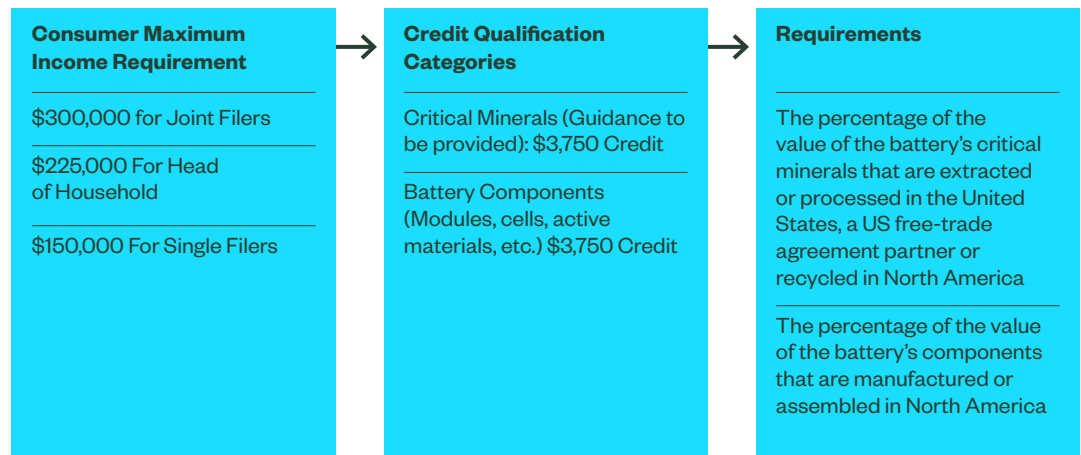 Consumer Maximum
Income Requirement
$300,000 for Joint Filers
$225,000 For Head
of Household
$150,000 For Single Filers
Credit Qualification
Categories
Critical Minerals (Guidance to
be provided): $3,750 Credit
Battery Components
(Modules, cells, active
materials, etc.) $3,750 Credit
Requirements
The percentage of the
value of the battery’s critical
minerals that are extracted
or processed in the United
States, a US free-trade
agreement partner or
recycled in North America
The percentage of the value
of the battery’s components
that are manufactured or
assembled in North America